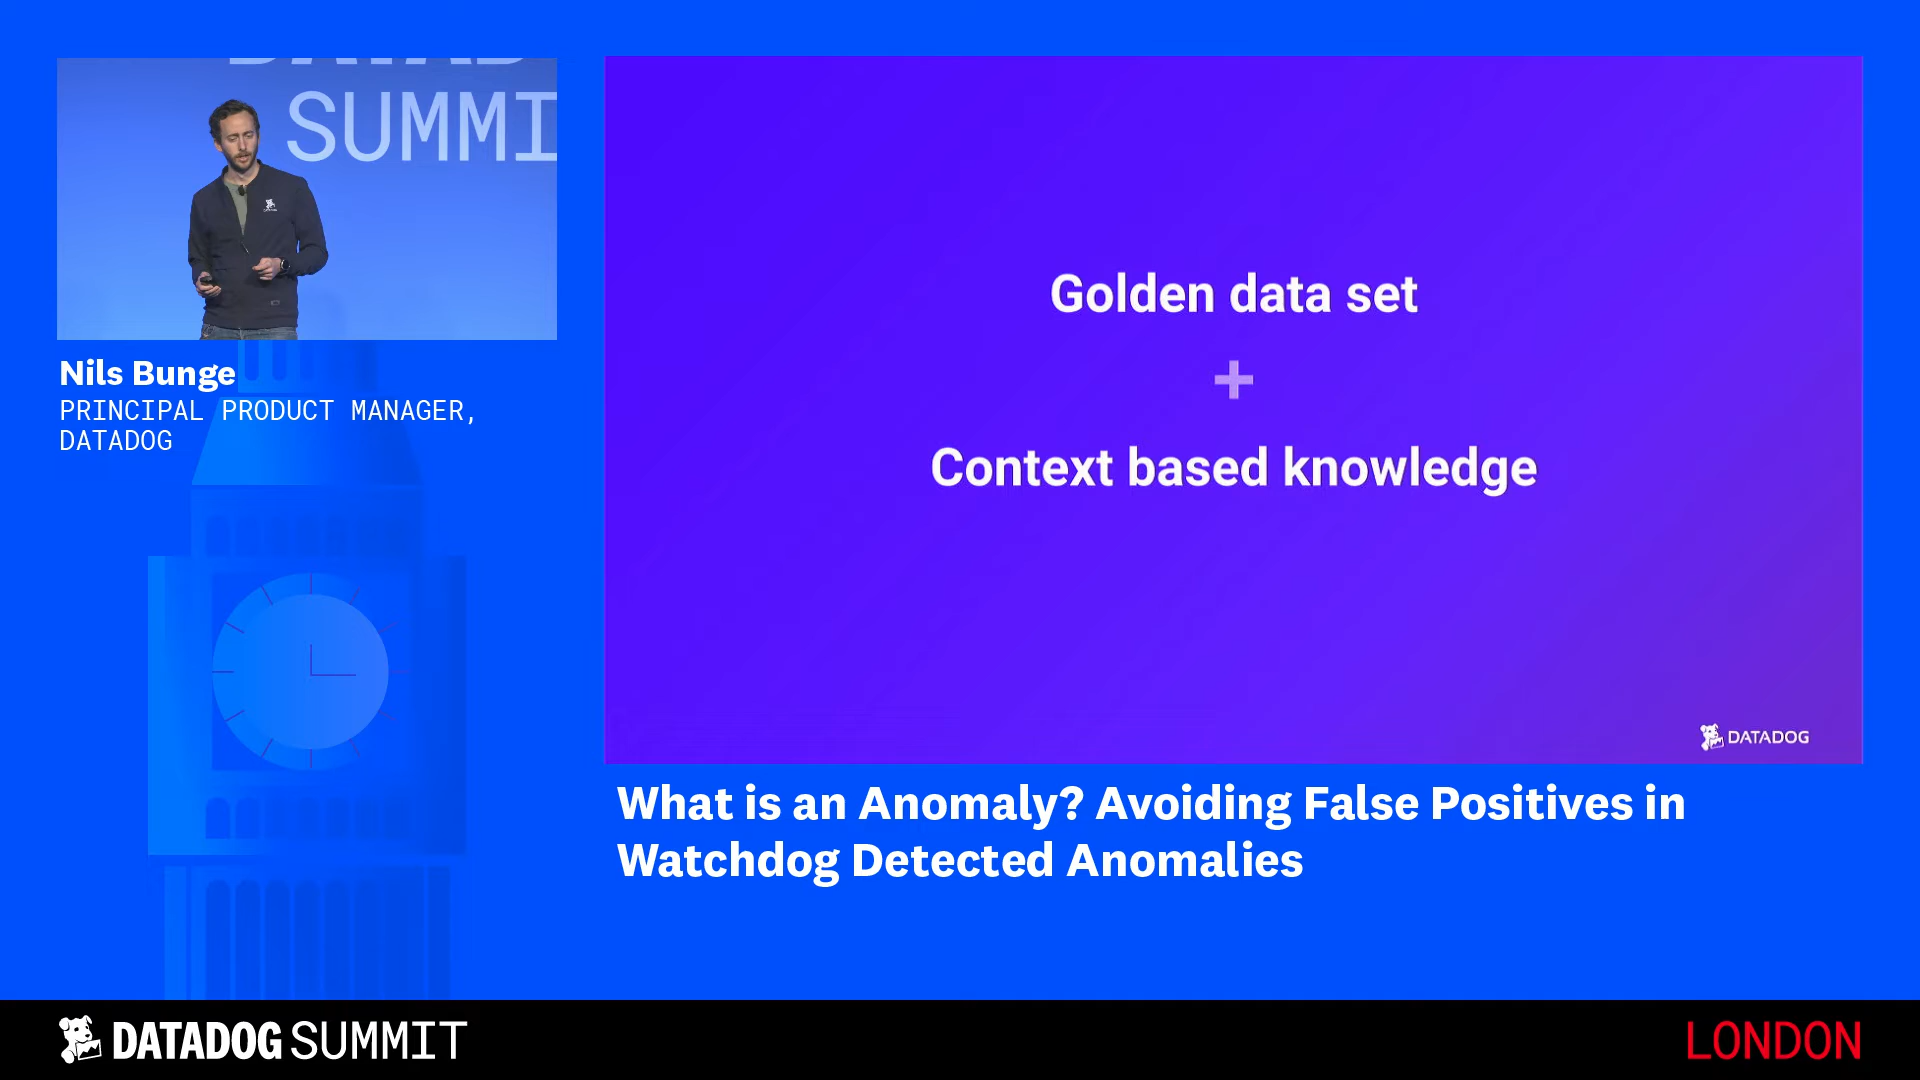 SUMMI
Nils Bunge
PRINCIPAL PRODUCT MANAGER,
DATADOG
Golden data set
+
Context based knowledge
DATADOG
What is an Anomaly? Avoiding False Positives in
Watchdog Detected Anomalies
DATADOG SUMMIT
LONDON